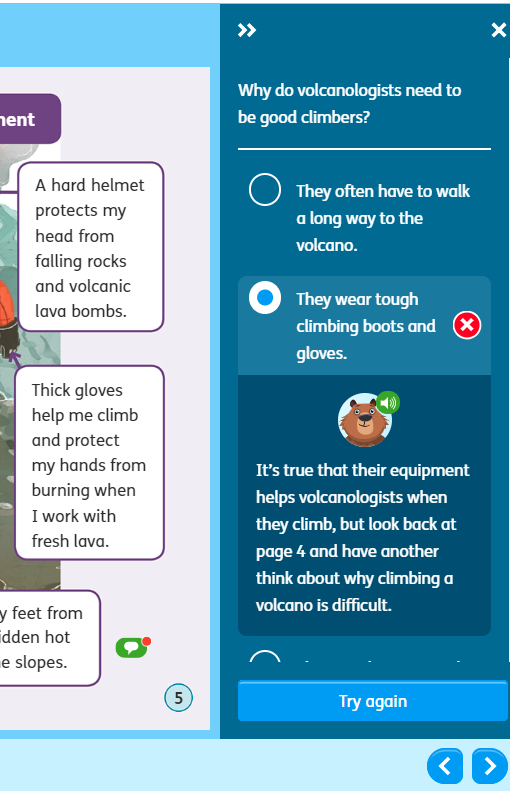 nent
A hard helmet
protects my
head from
falling rocks
and volcanic
lava bombs.
Thick gloves
help me climb
and protect
my hands from
burning when
I work with
fresh lava.
y feet from
idden hot
e slopes.
5
Why do volcanologists need to
be good climbers?
They often have to walk
a long way to the
volcano.
They wear tough
climbing boots and
gloves.
It's true that their equipment
helps volcanologists when
they climb, but look back at
page 4 and have another
think about why climbing a
volcano is difficult.
Try again